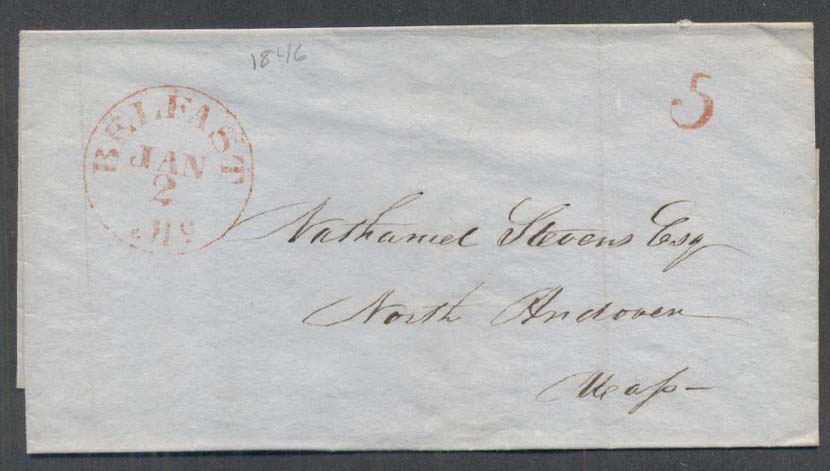 1846
5
BELFAST
JAN
2
Me
Nathaniel Stevens Esq
North Andover
Mass